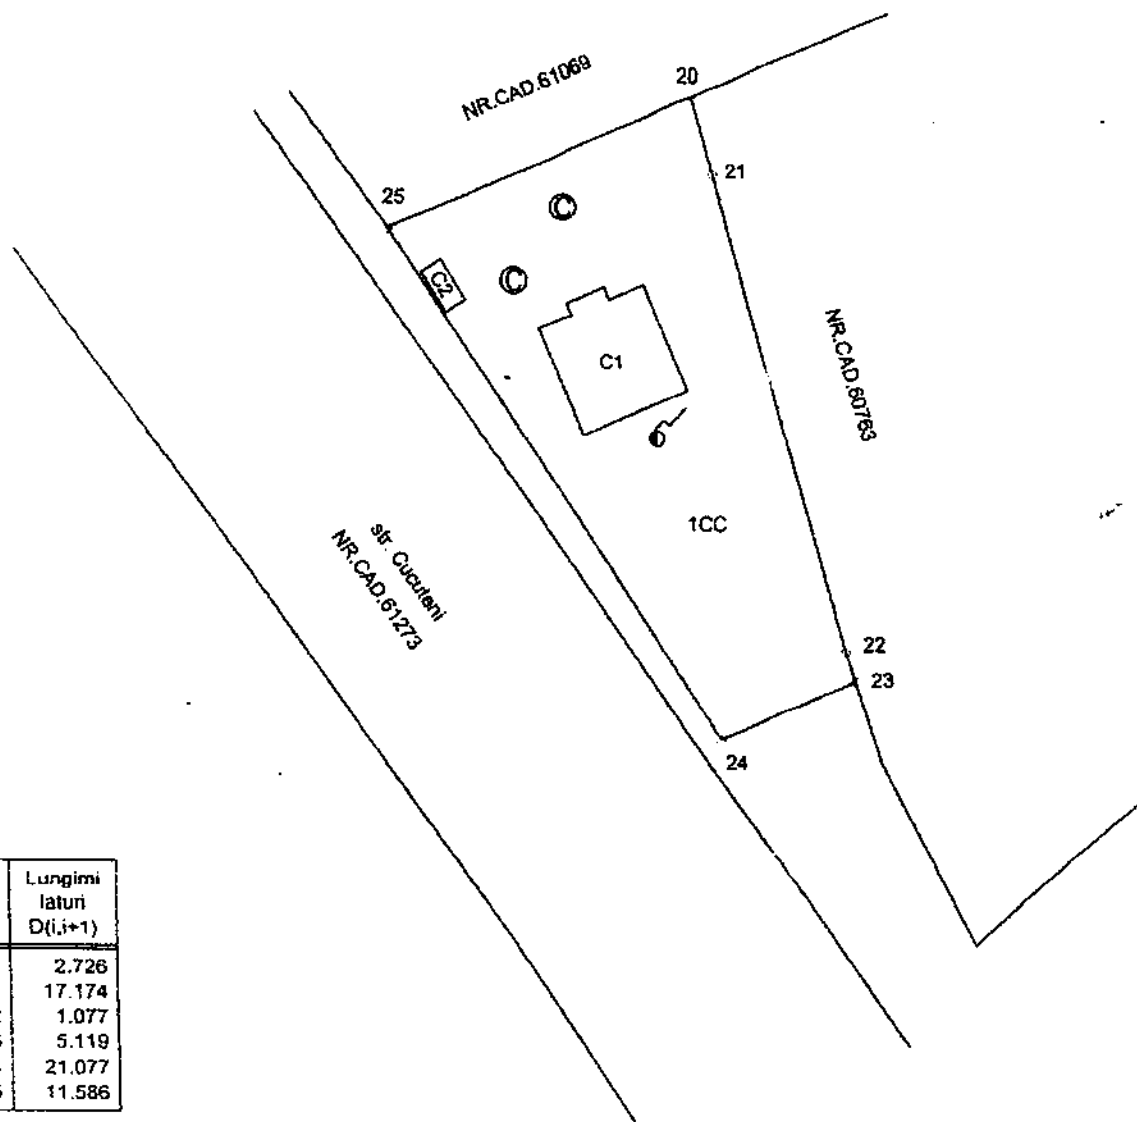 NR.CAD.61069
20
21
25
C
C
C2
C1
NR.CAD.60763
str. Cucuteni
NR.CAD.61273
1CC
22
23
24
Lungimi
laturi
D(i,i+1)
2.726
17.174
1.077
5.119
21.077
11.586